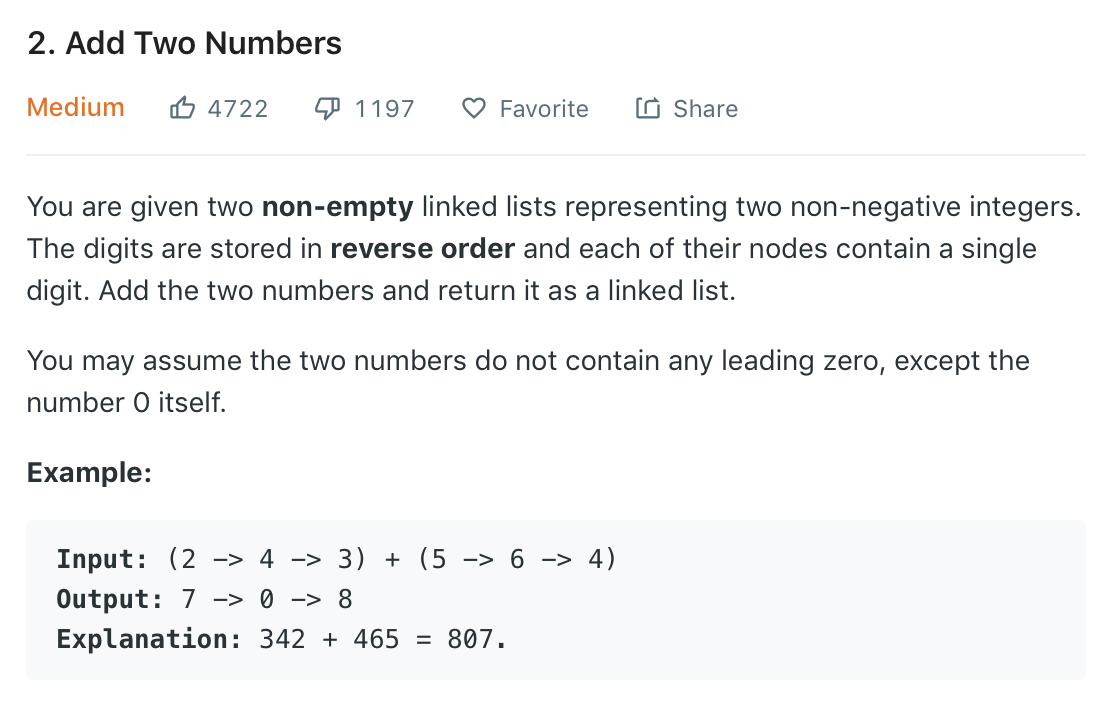 2. Add Two Numbers
Medium 4722 1197 Favorite Share
You are given two non-empty linked lists representing two non-negative integers.
The digits are stored in reverse order and each of their nodes contain a single
digit. Add the two numbers and return it as a linked list.
You may assume the two numbers do not contain any leading zero, except the
number 0 itself.
Example:
Input: (2 -> 4 -> 3) + (5 -> 6 -> 4)
Output: 7 -> 0 -> 8
Explanation: 342 + 465 = 807.